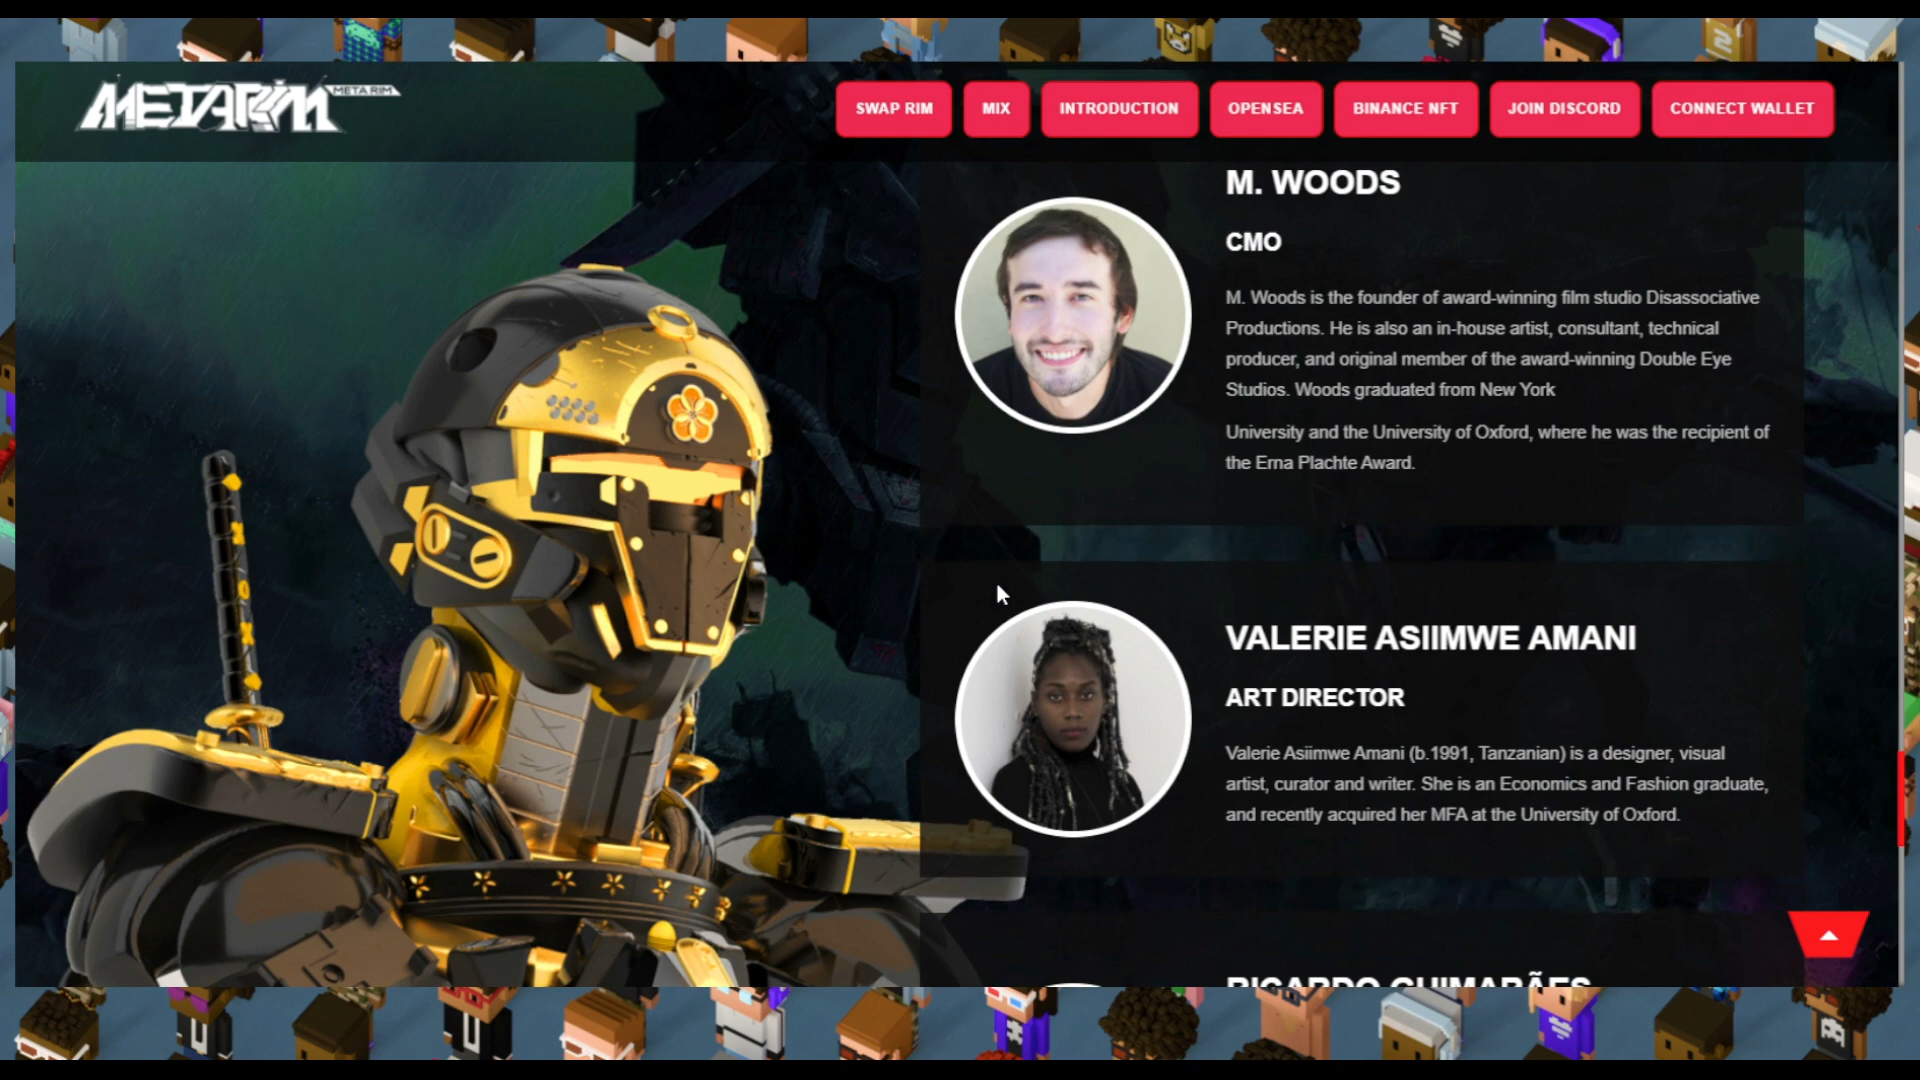 METARIM META RIM
SWAP RIM
MIX
INTRODUCTION
OPENSEA
BINANCE NFT
JOIN DISCORD
CONNECT WALLET
M. WOODS
CMO
M. Woods is the founder of award-winning film studio Disassociative
Productions. He is also an in-house artist, consultant, technical
producer, and original member of the award-winning Double Eye
Studios. Woods graduated from New York
University and the University of Oxford, where he was the recipient of
the Erna Plachte Award.
VALERIE ASIIMWE AMANI
ART DIRECTOR
Valerie Asiimwe Amani (b.1991, Tanzanian) is a designer, visual
artist, curator and writer. She is an Economics and Fashion graduate,
and recently acquired her MFA at the University of Oxford.
RICARDO GUIMARÃES